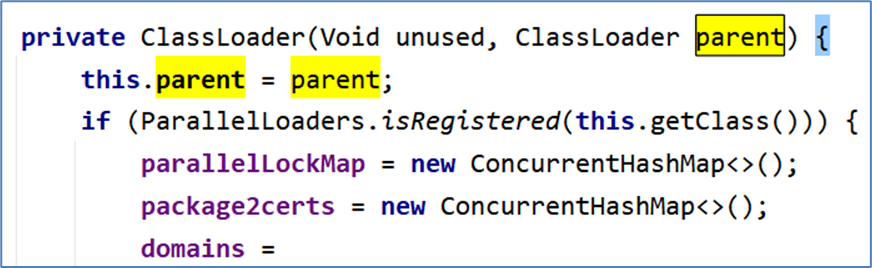 private ClassLoader(Void unused, ClassLoader parent) {
this.parent = parent;
if (ParallelLoaders.isRegistered(this.getClass())) {
parallelLockMap = new ConcurrentHashMap<>();
package2certs = new ConcurrentHashMap<>();
domains =